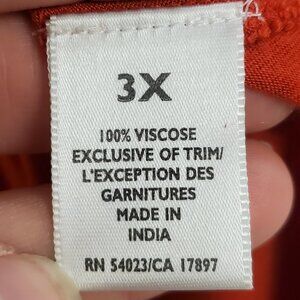 3X
100% VISCOSE
EXCLUSIVE OF TRIM/
L'EXCEPTION DES
GARNITURES
MADE IN
INDIA
RN 54023/CA 17897